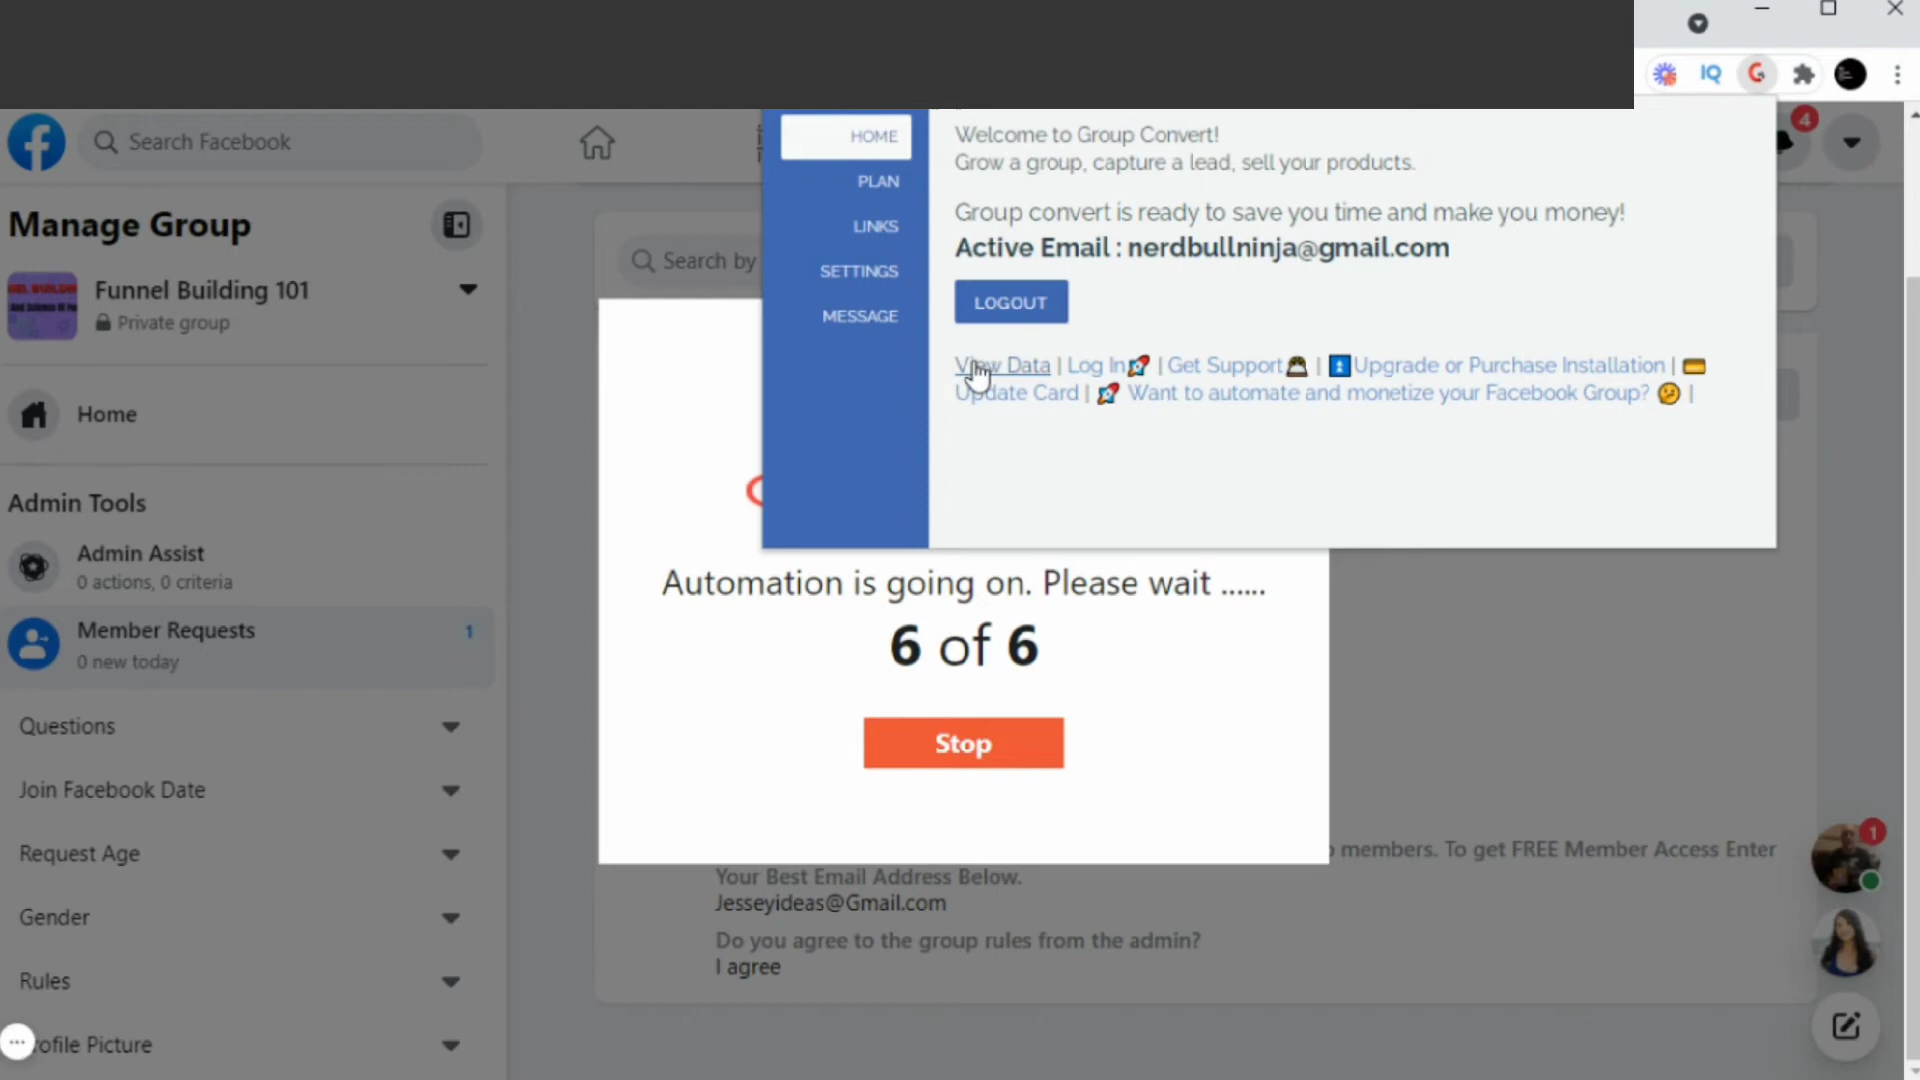 IQ
Search Facebook
4
HOME
PLAN
LINKS
SETTINGS
MESSAGE
Welcome to Group Convert!
Grow a group, capture a lead, sell your products.
Group convert is ready to save you time and make you money!
Active Email : nerdbullninja@gmail.com
LOGOUT
View Data | Log In🚀 | Get Support | Upgrade or Purchase Installation | 💳
Update Card | 🚀 Want to automate and monetize your Facebook Group? 🤔 |
Manage Group
Funnel Building 101
Private group
Home
Admin Tools
Admin Assist
0 actions, 0 criteria
Member Requests 1
0 new today
Questions
Join Facebook Date
Request Age
Gender
Rules
ofile Picture
Search by
Automation is going on. Please wait ......
6 of 6
Stop
members. To get FREE Member Access Enter
Your Best Email Address Below.
Jesseyideas@Gmail.com
Do you agree to the group rules from the admin?
I agree
1